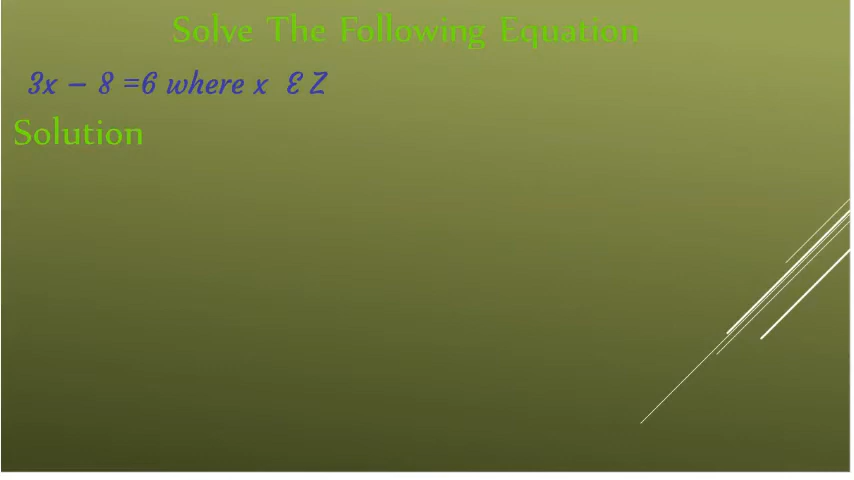 Solve The Following Equation
3x – 8 =6 where x Ɛ Z
Solution